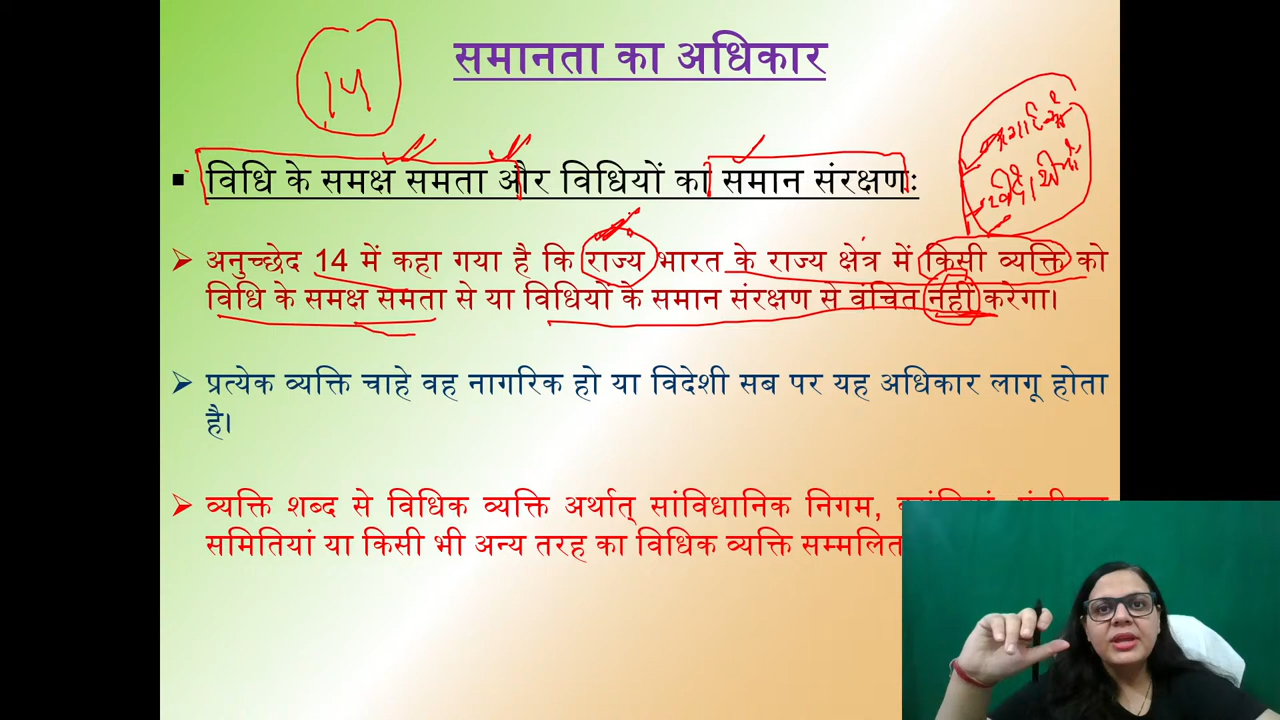 समानता का अधिकार
14
▪ विधि के समक्ष समता और विधियों का समान संरक्षणः
➢ अनुच्छेद 14 में कहा गया है कि राज्य भारत के राज्य क्षेत्र में किसी व्यक्ति को
विधि के समक्ष समता से या विधियों के समान संरक्षण से वंचित नहीं करेगा।
➢ प्रत्येक व्यक्ति चाहे वह नागरिक हो या विदेशी सब पर यह अधिकार लागू होता
है।
➢ व्यक्ति शब्द से विधिक व्यक्ति अर्थात् सांविधानिक निगम,
समितियां या किसी भी अन्य तरह का विधिक व्यक्ति सम्मलित